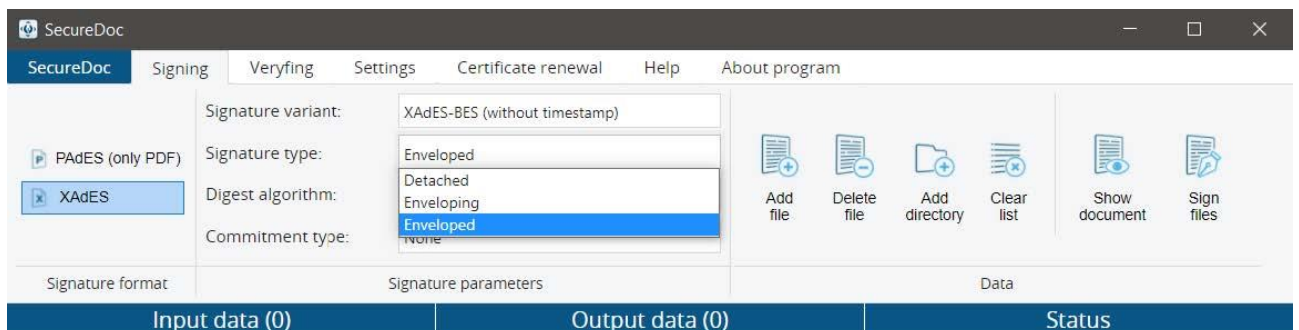 SecureDoc
SecureDoc Signing Veryfing Settings Certificate renewal Help About program
Signature variant: XAdES-BES (without timestamp)
PAdES (only PDF)
XAdES
Signature type: Enveloped
Detached
Digest algorithm:
Enveloping
Enveloped
Commitment type: None
Add file
Delete file
Add directory
Clear list
Show document
Sign files
Signature format Signature parameters Data
Input data (0) Output data (0) Status